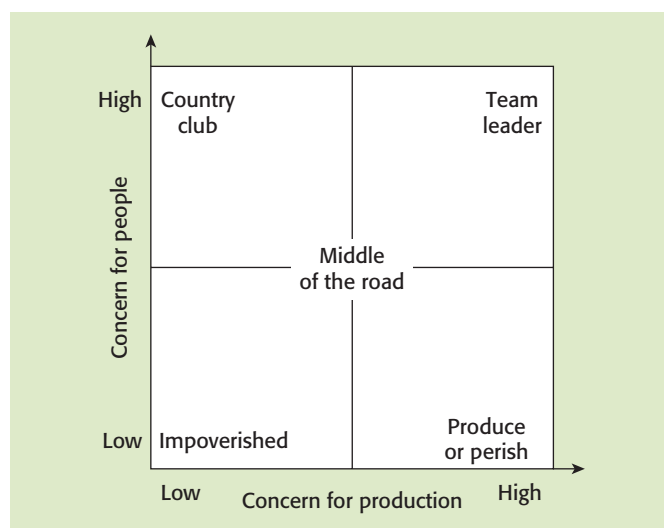 High
Country
club
Team
leader
Concern for people
Middle
of the road
Low
Impoverished
Produce
or perish
Low
Concern for production
High